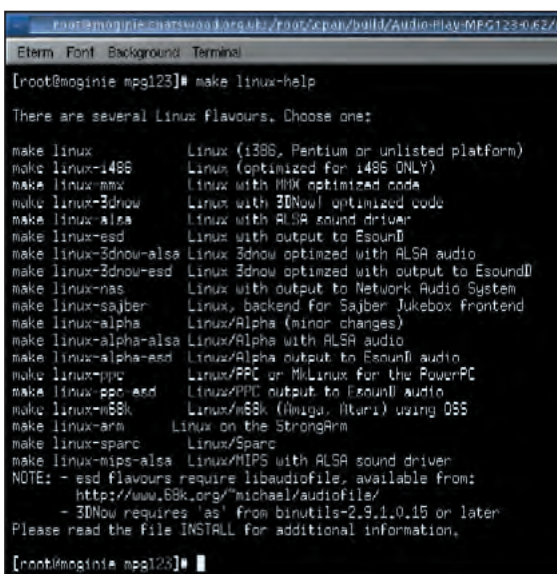 root@moginie.chatswood.org.uk: /root/.cpan/build/Audio-Play-MPG123-0.62/
Eterm Font Background Terminal
[root@moginie mpg123]# make linux-help
There are several Linux flavours. Choose one:
make linux Linux (i386, Pentium or unlisted platform)
make linux-i486 Linux (optimized for i486 ONLY)
make linux-mmx Linux with MMX optimized code
make linux-3dnow Linux with 3DNow! optimized code
make linux-alsa Linux with ALSA sound driver
make linux-esd Linux with output to EsounD
make linux-3dnow-alsa Linux 3dnow optimzed with ALSA audio
make linux-3dnow-esd Linux 3dnow optimzed with output to EsoundD
make linux-nas Linux with output to Network Audio System
make linux-sajber Linux, backend for Sajber Jukebox frontend
make linux-alpha Linux/Alpha (minor changes)
make linux-alpha-alsa Linux/Alpha with ALSA audio
make linux-alpha-esd Linux/Alpha output to EsounD audio
make linux-ppc Linux/PPC or MkLinux for the PowerPC
make linux-ppc-esd Linux/PPC output to EsounD audio
make linux-m68k Linux/m68k (Amiga, Atari) using OSS
make linux-arm Linux on the StrongArm
make linux-sparc Linux/Sparc
make linux-mips-alsa Linux/MIPS with ALSA sound driver
NOTE: - esd flavours require libaudiofile, available from:
http://www.68k.org/~michael/audiofile/
- 3DNow requires 'as' from binutils-2.9.1.0.15 or later
Please read the file INSTALL for additional information.
[root@moginie mpg123]#